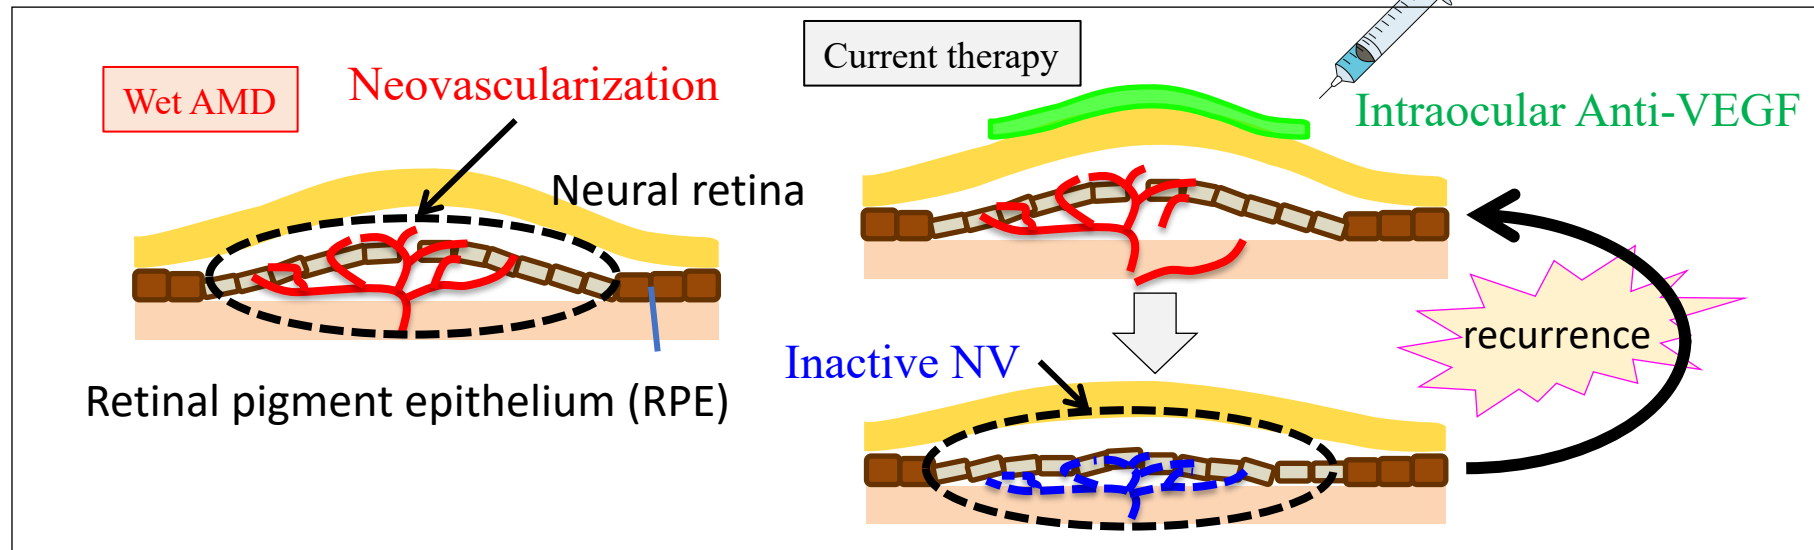 Wet AMD
Neovascularization
Neural retina
Retinal pigment epithelium (RPE)
Current therapy
Intraocular Anti-VEGF
Inactive NV
recurrence